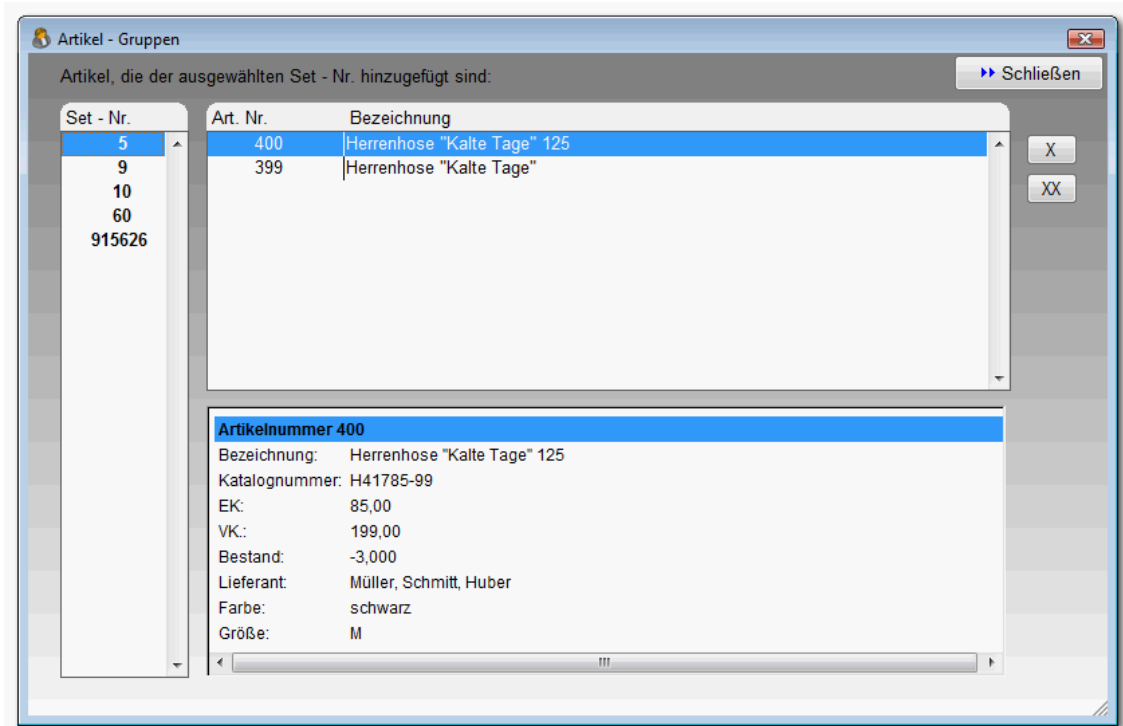 Artikel - Gruppen
Artikel, die der ausgewählten Set - Nr. hinzugefügt sind:
Schließen
Set - Nr.
5
9
10
60
915626
Art. Nr. Bezeichnung
400 Herrenhose "Kalte Tage" 125
399 Herrenhose "Kalte Tage"
X
XX
Artikelnummer 400
Bezeichnung: Herrenhose "Kalte Tage" 125
Katalognummer: H41785-99
EK: 85,00
VK.: 199,00
Bestand: -3,000
Lieferant: Müller, Schmitt, Huber
Farbe: schwarz
Größe: M